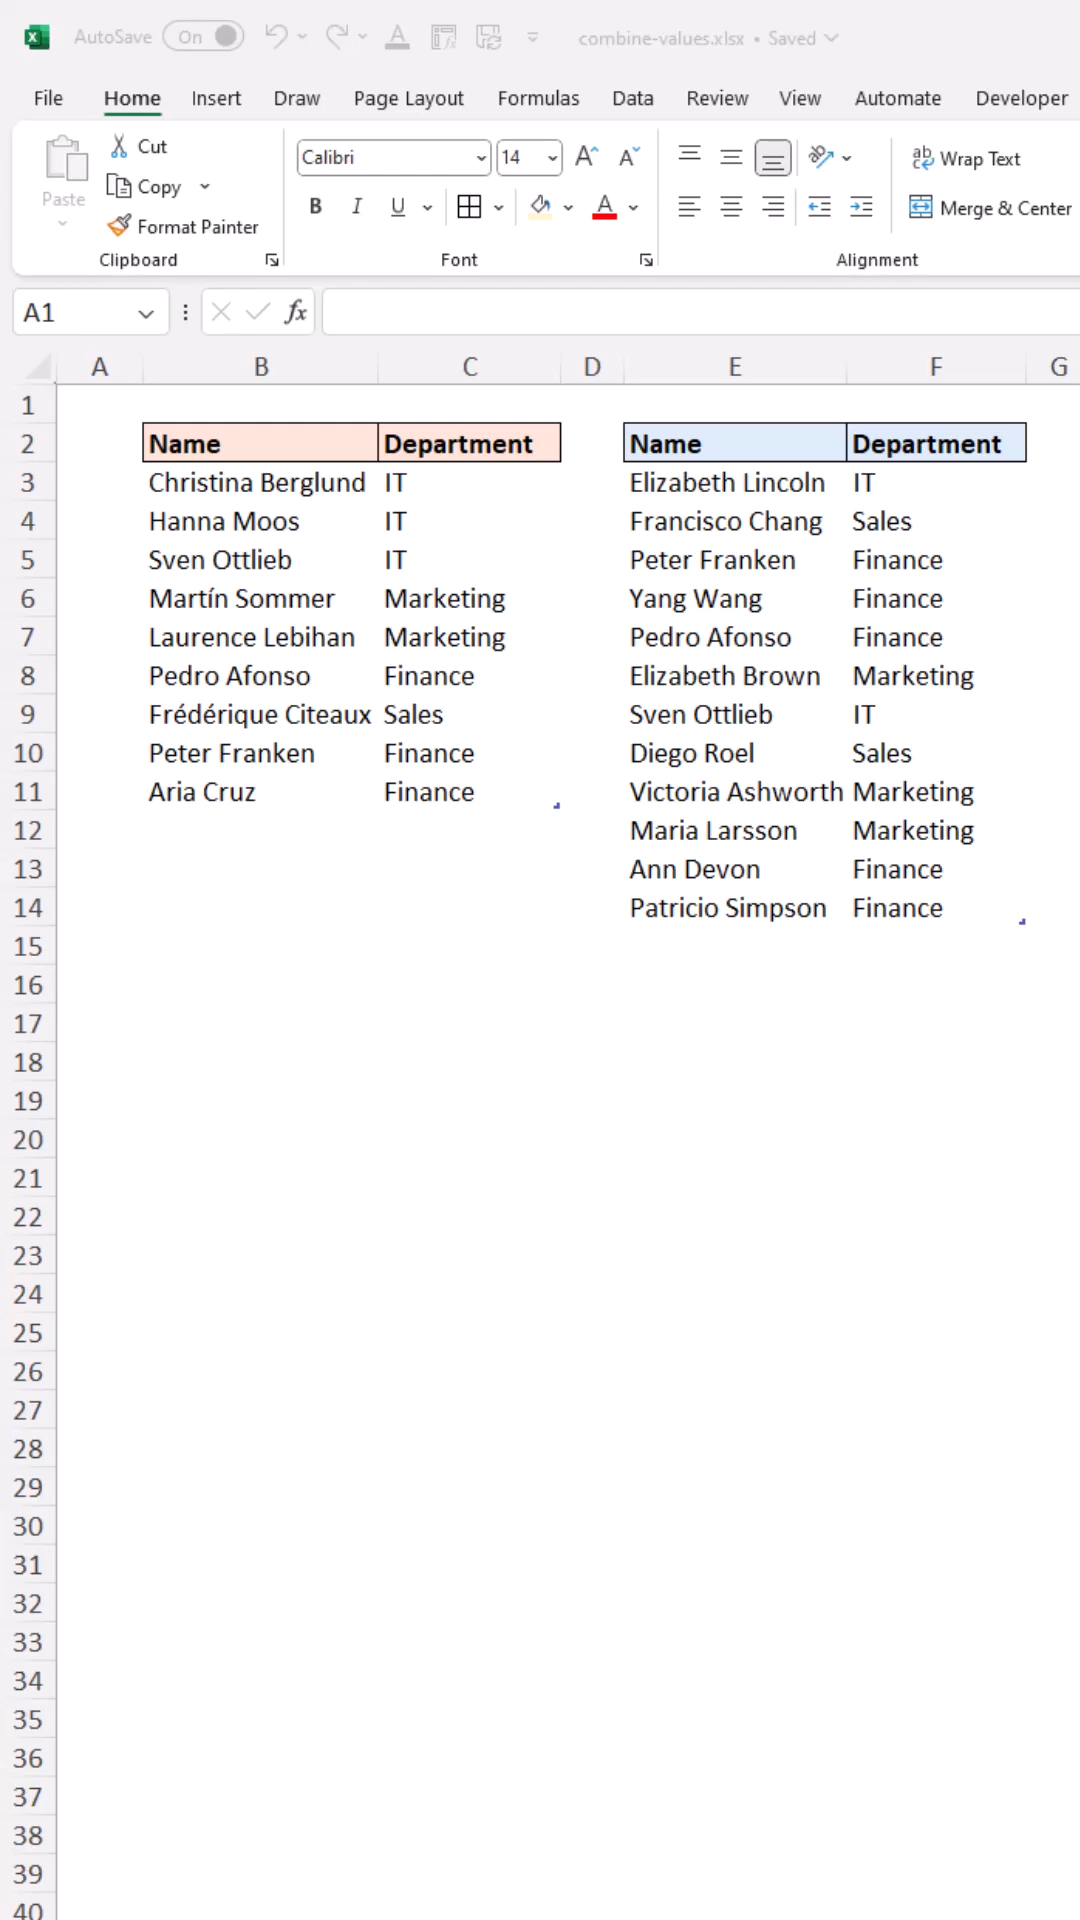 AutoSave On combine-values.xlsx • Saved
File Home Insert Draw Page Layout Formulas Data Review View Automate Developer
Paste Cut Copy Format Painter
Clipboard
Calibri 14
B I U A
Font
ab Wrap Text
Merge & Center
Alignment
A1 fx
A B C D E F G
1
2 Name Department Name Department
3 Christina Berglund IT Elizabeth Lincoln IT
4 Hanna Moos IT Francisco Chang Sales
5 Sven Ottlieb IT Peter Franken Finance
6 Martín Sommer Marketing Yang Wang Finance
7 Laurence Lebihan Marketing Pedro Afonso Finance
8 Pedro Afonso Finance Elizabeth Brown Marketing
9 Frédérique Citeaux Sales Sven Ottlieb IT
10 Peter Franken Finance Diego Roel Sales
11 Aria Cruz Finance Victoria Ashworth Marketing
12 Maria Larsson Marketing
13 Ann Devon Finance
14 Patricio Simpson Finance
15
16
17
18
19
20
21
22
23
24
25
26
27
28
29
30
31
32
33
34
35
36
37
38
39
40